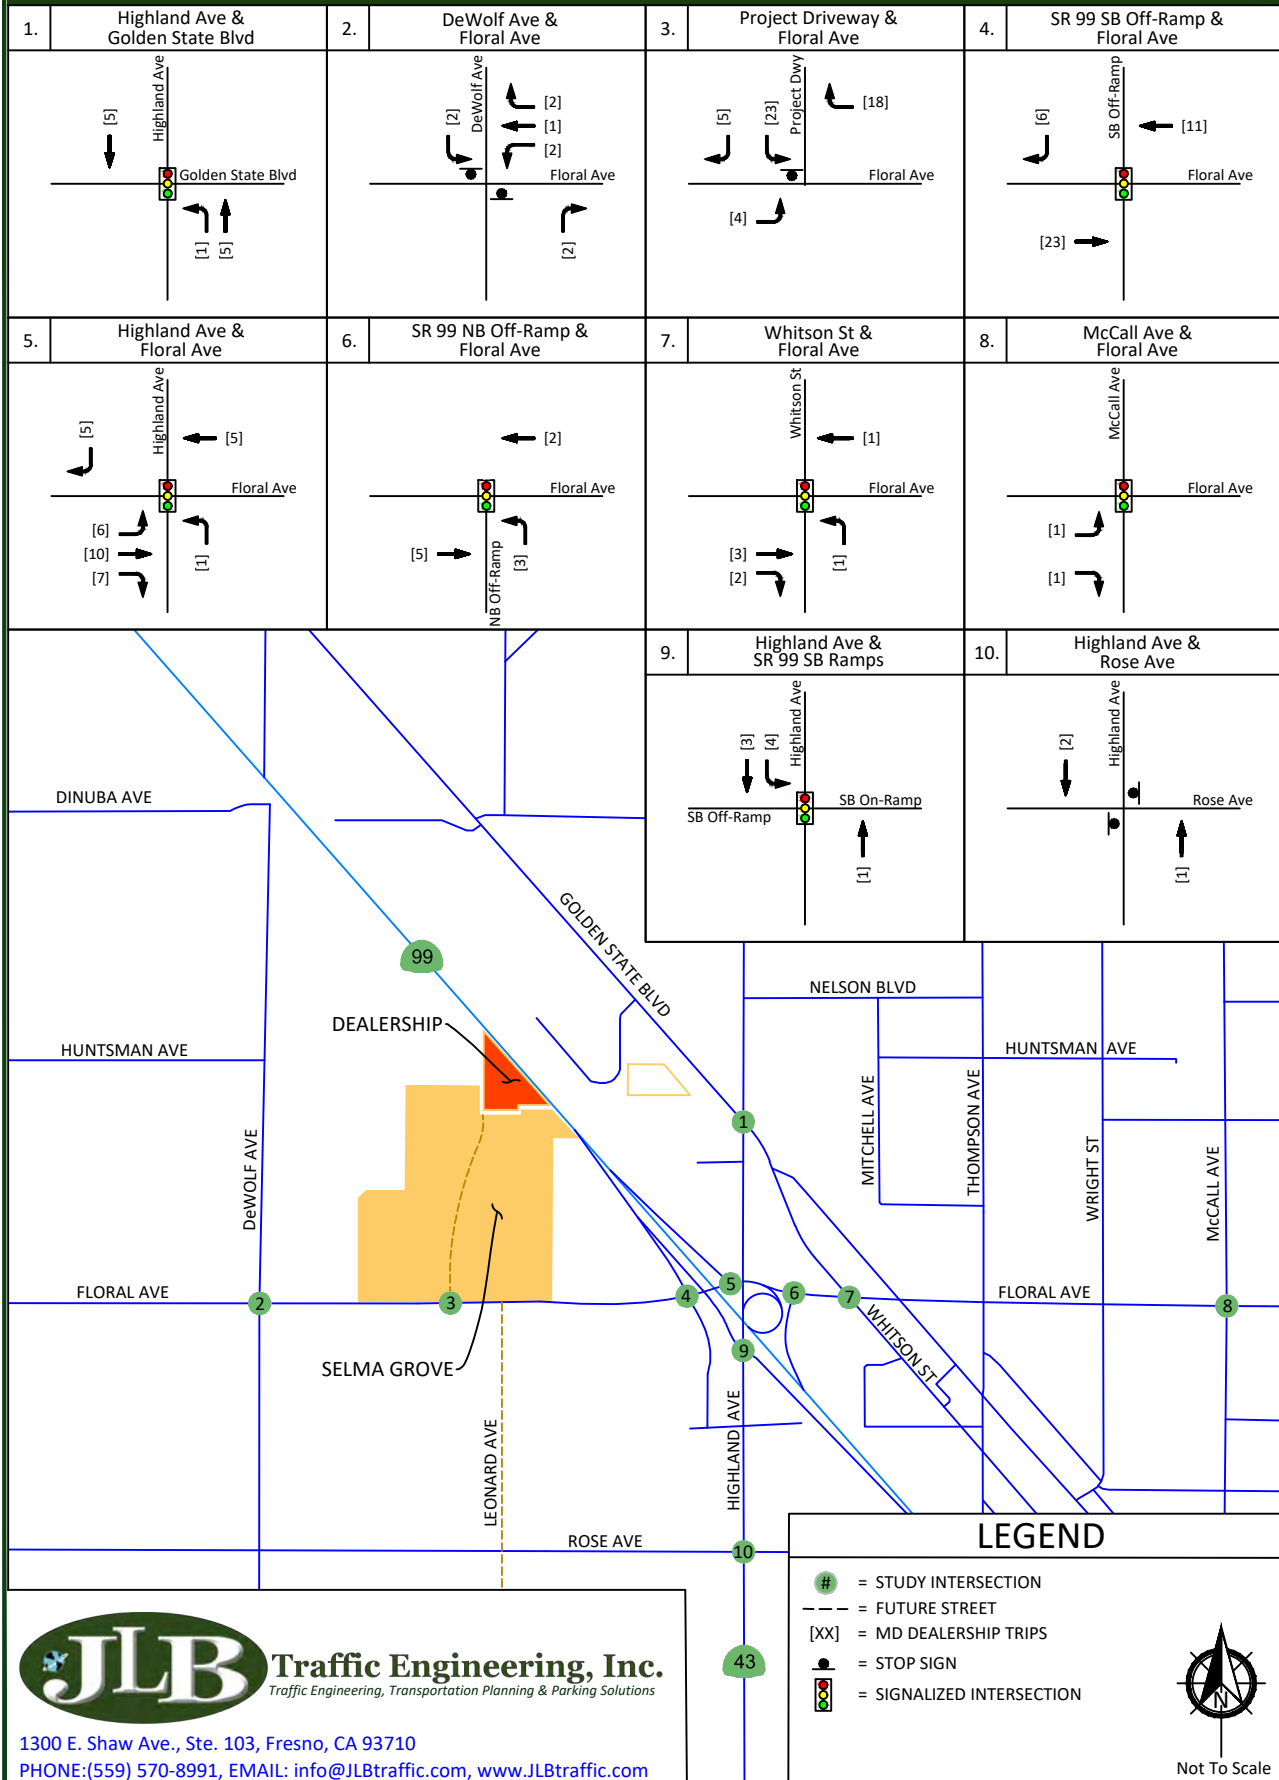 1.
Highland Ave &
Golden State Blvd
[5]
Highland Ave
Golden State Blvd
[1]
[5]
2.
DeWolf Ave &
Floral Ave
[2]
DeWolf Ave
[2]
[1]
[2]
Floral Ave
[2]
3.
Project Driveway &
Floral Ave
[5]
[23]
Project Dwy
[18]
Floral Ave
[4]
4.
SR 99 SB Off-Ramp &
Floral Ave
[6]
SB Off-Ramp
[11]
Floral Ave
[23]
5.
Highland Ave &
Floral Ave
[5]
Highland Ave
[5]
Floral Ave
[6]
[10]
[7]
[1]
6.
SR 99 NB Off-Ramp &
Floral Ave
[2]
Floral Ave
[5]
NB Off-Ramp
[3]
7.
Whitson St &
Floral Ave
Whitson St
[1]
Floral Ave
[3]
[2]
[1]
8.
McCall Ave &
Floral Ave
McCall Ave
Floral Ave
[1]
[1]
9.
Highland Ave &
SR 99 SB Ramps
[3]
[4]
Highland Ave
SB On-Ramp
SB Off-Ramp
[1]
10.
Highland Ave &
Rose Ave
[2]
Highland Ave
Rose Ave
[1]
DINUBA AVE
GOLDEN STATE BLVD
99
NELSON BLVD
DEALERSHIP
HUNTSMAN AVE
HUNTSMAN AVE
MITCHELL AVE
THOMPSON AVE
WRIGHT ST
McCALL AVE
DeWOLF AVE
1
FLORAL AVE
FLORAL AVE
2
3
4
5
6
7
8
9
WHITSON ST
SELMA GROVE
HIGHLAND AVE
LEONARD AVE
ROSE AVE
10
43
LEGEND
# = STUDY INTERSECTION
= FUTURE STREET
[XX] = MD DEALERSHIP TRIPS
= STOP SIGN
= SIGNALIZED INTERSECTION
N
Not To Scale
JLB Traffic Engineering, Inc.
Traffic Engineering, Transportation Planning & Parking Solutions
1300 E. Shaw Ave., Ste. 103, Fresno, CA 93710
PHONE:(559) 570-8991, EMAIL: info@JLBtraffic.com, www.JLBtraffic.com